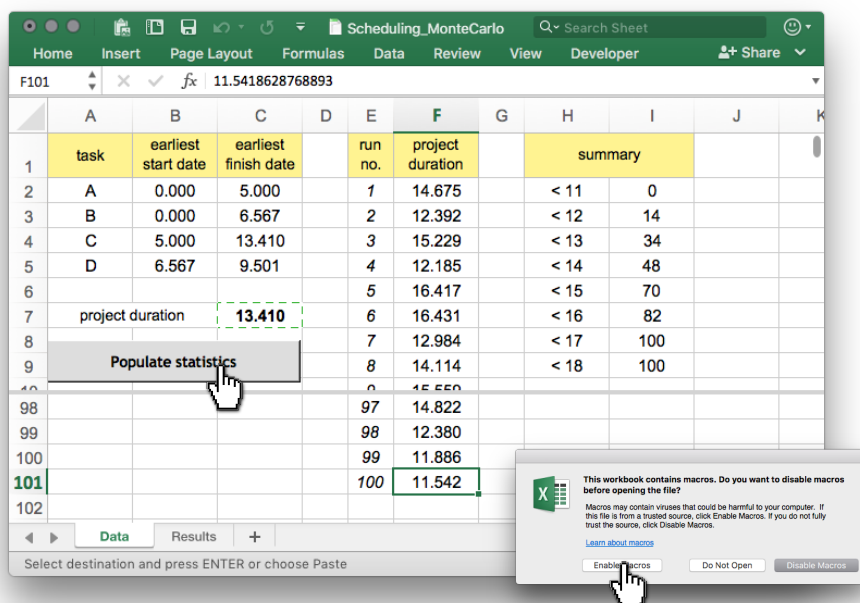 Scheduling_MonteCarlo
Search Sheet
Home Insert Page Layout Formulas Data Review View Developer Share
F101 fx 11.5418628768893
A B C D E F G H I J K
1 task earliest start date earliest finish date run no. project duration summary
2 A 0.000 5.000 1 14.675 < 11 0
3 B 0.000 6.567 2 12.392 < 12 14
4 C 5.000 13.410 3 15.229 < 13 34
5 D 6.567 9.501 4 12.185 < 14 48
6 5 16.417 < 15 70
7 project duration 13.410 6 16.431 < 16 82
8 7 12.984 < 17 100
9 Populate statistics 8 14.114 < 18 100
98 97 14.822
99 98 12.380
100 99 11.886
101 100 11.542
102
Data Results +
Select destination and press ENTER or choose Paste
This workbook contains macros. Do you want to disable macros
before opening the file?
Macros may contain viruses that could be harmful to your computer. If
this file is from a trusted source, click Enable Macros. If you do not fully
trust the source, click Disable Macros.
Learn about macros
Enable Macros Do Not Open Disable Macros